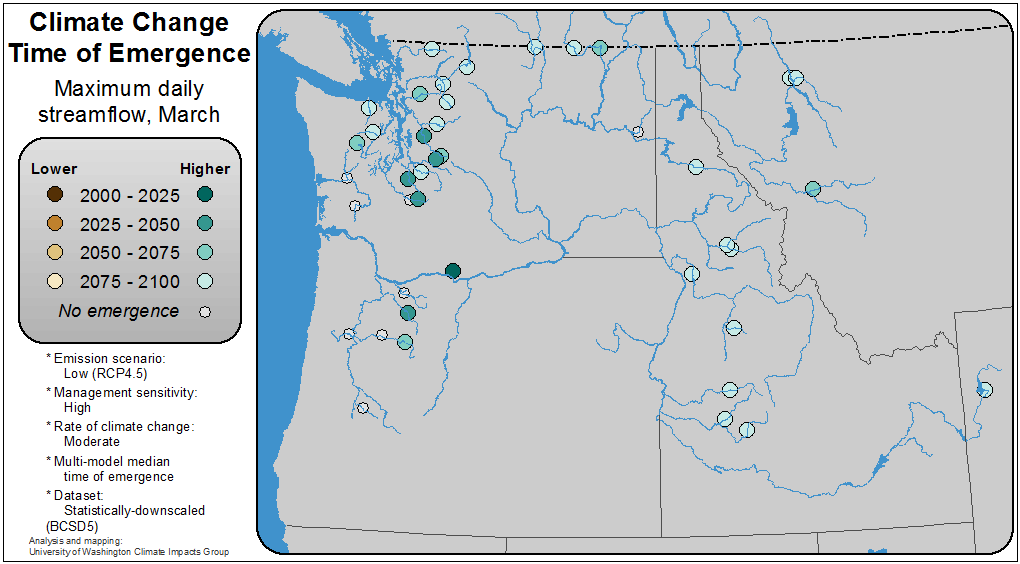 Climate Change
Time of Emergence
Maximum daily
streamflow, March
Lower Higher
2000 - 2025
2025 - 2050
2050 - 2075
2075 - 2100
No emergence
* Emission scenario:
Low (RCP4.5)
* Management sensitivity:
High
* Rate of climate change:
Moderate
* Multi-model median
time of emergence
* Dataset:
Statistically-downscaled
(BCSD5)
Analysis and mapping:
University of Washington Climate Impacts Group